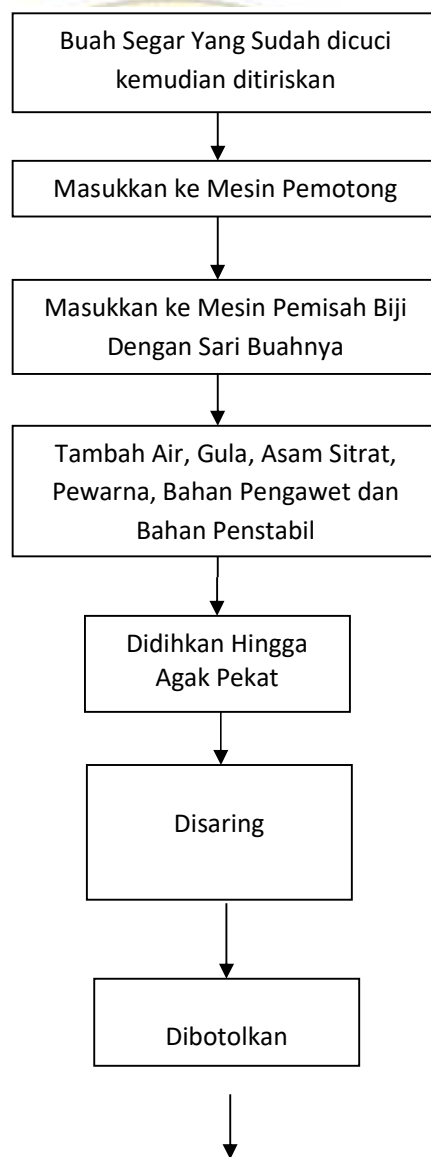 Buah Segar Yang Sudah dicuci
kemudian ditiriskan
Masukkan ke Mesin Pemotong
Masukkan ke Mesin Pemisah Biji
Dengan Sari Buahnya
Tambah Air, Gula, Asam Sitrat,
Pewarna, Bahan Pengawet dan
Bahan Penstabil
Didihkan Hingga
Agak Pekat
Disaring
Dibotolkan